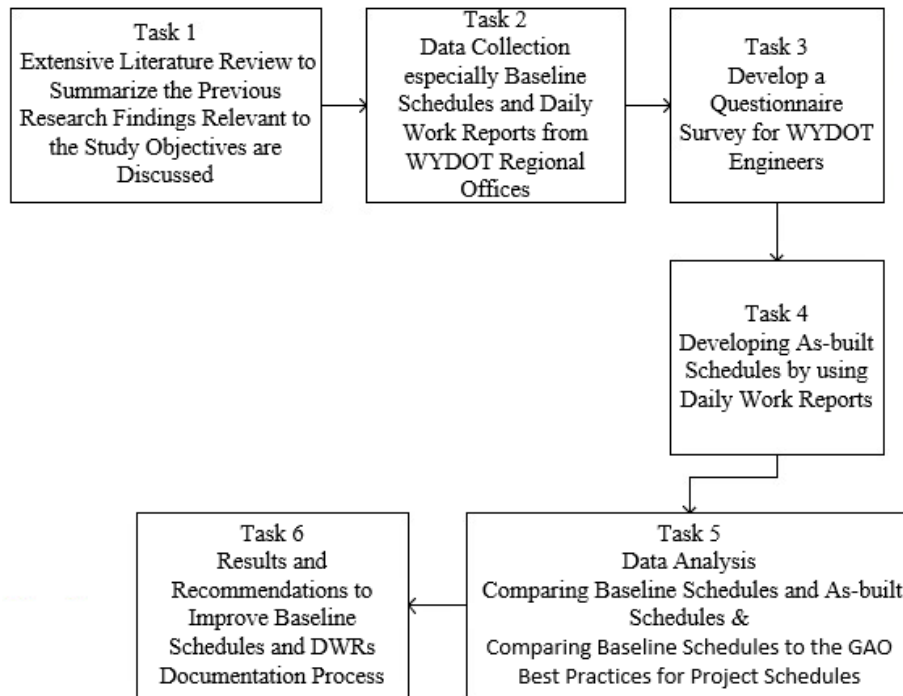 Task 1
Extensive Literature Review to
Summarize the Previous
Research Findings Relevant to
the Study Objectives are
Discussed
Task 2
Data Collection
especially Baseline
Schedules and Daily
Work Reports from
WYDOT Regional
Offices
Task 3
Develop a
Questionnaire
Survey for WYDOT
Engineers
Task 4
Developing As-built
Schedules by using
Daily Work Reports
Task 5
Data Analysis
Comparing Baseline Schedules and As-built
Schedules &
Comparing Baseline Schedules to the GAO
Best Practices for Project Schedules
Task 6
Results and
Recommendations to
Improve Baseline
Schedules and DWRs
Documentation Process